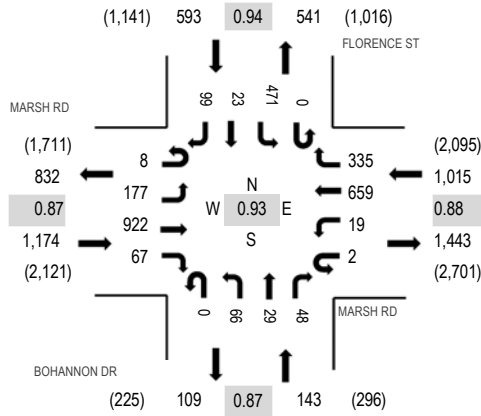 (1,141) 593 0.94 541 (1,016)
FLORENCE ST
99 23 471 0
MARSH RD
(1,711) (2,095)
8 335
832 1,015
177 N 659
0.87 W 0.93 E 0.88
922 19
1,174 S 1,443
67 2
(2,121) (2,701)
0 66 29 48
MARSH RD
BOHANNON DR
(225) 109 0.87 143 (296)